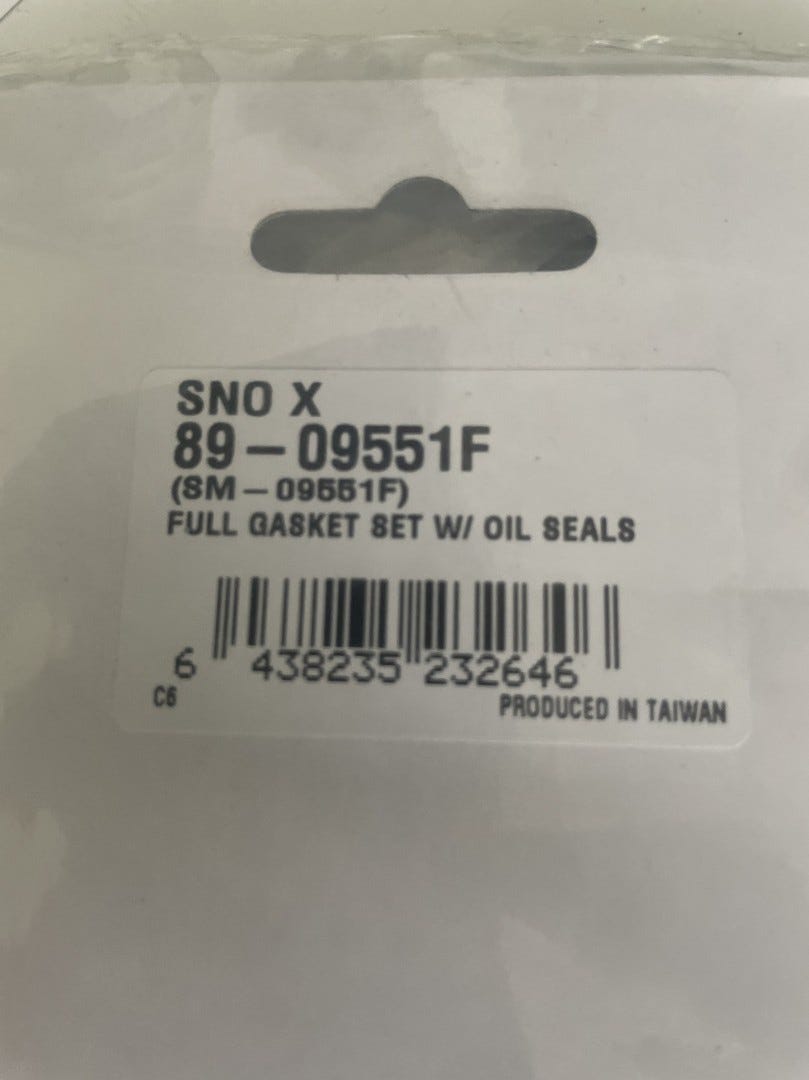 SNO X
89-09551F
(SM-09551F)
FULL GASKET SET W/ OIL SEALS
6 438235 232646
C6
PRODUCED IN TAIWAN